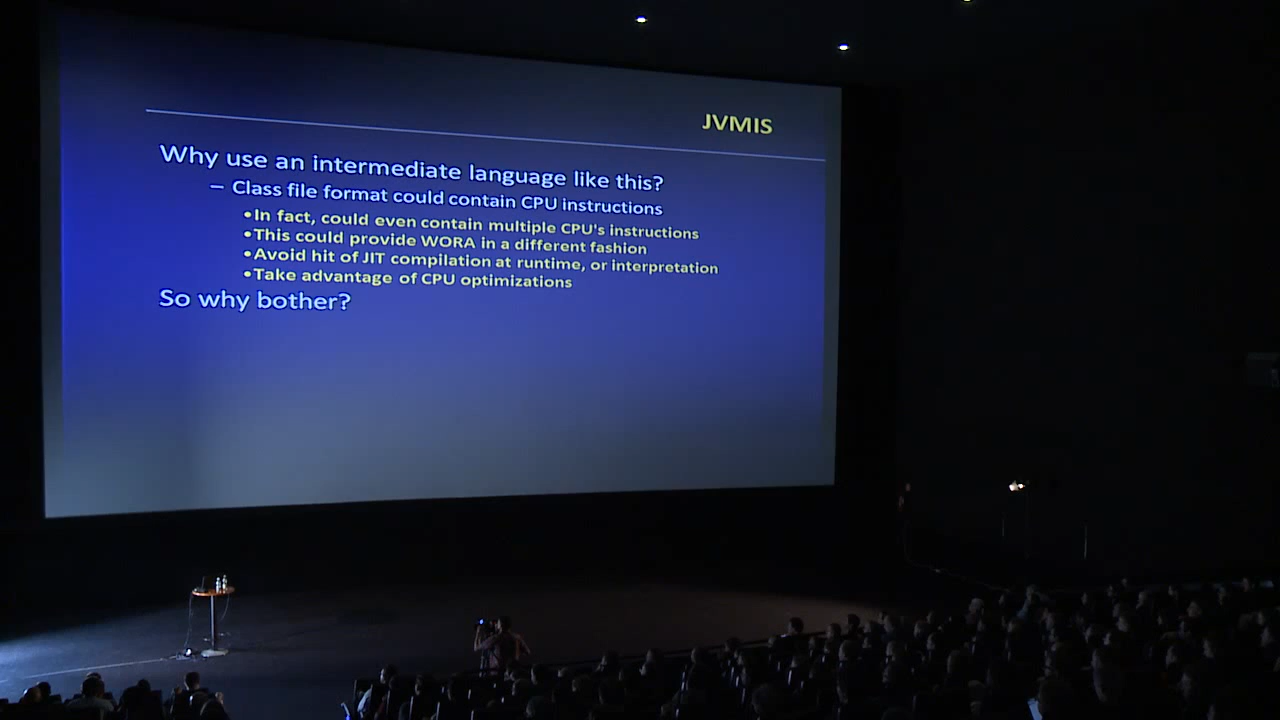 JVMIS
Why use an intermediate language like this?
– Class file format could contain CPU instructions
•In fact, could even contain multiple CPU's instructions
•This could provide WORA in a different fashion
•Avoid hit of JIT compilation at runtime, or interpretation
•Take advantage of CPU optimizations
So why bother?